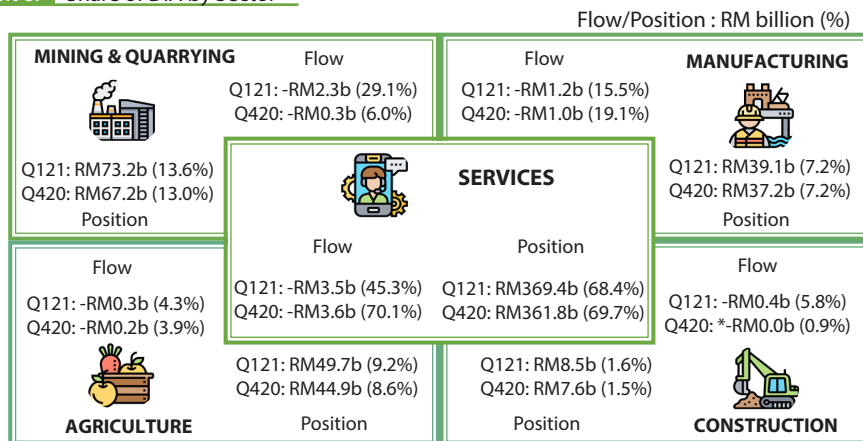 Share of DIA by Sector
Flow/Position : RM billion (%)
MINING & QUARRYING
Flow
Q121: -RM2.3b (29.1%)
Q420: -RM0.3b (6.0%)
Q121: RM73.2b (13.6%)
Q420: RM67.2b (13.0%)
Position
Flow
MANUFACTURING
Q121: -RM1.2b (15.5%)
Q420: -RM1.0b (19.1%)
Q121: RM39.1b (7.2%)
Q420: RM37.2b (7.2%)
Position
SERVICES
Flow
Q121: -RM3.5b (45.3%)
Q420: -RM3.6b (70.1%)
Position
Q121: RM369.4b (68.4%)
Q420: RM361.8b (69.7%)
Flow
Q121: -RM0.3b (4.3%)
Q420: -RM0.2b (3.9%)
Q121: RM49.7b (9.2%)
Q420: RM44.9b (8.6%)
AGRICULTURE
Position
Flow
Q121: -RM0.4b (5.8%)
Q420: *-RM0.0b (0.9%)
Q121: RM8.5b (1.6%)
Q420: RM7.6b (1.5%)
Position
CONSTRUCTION